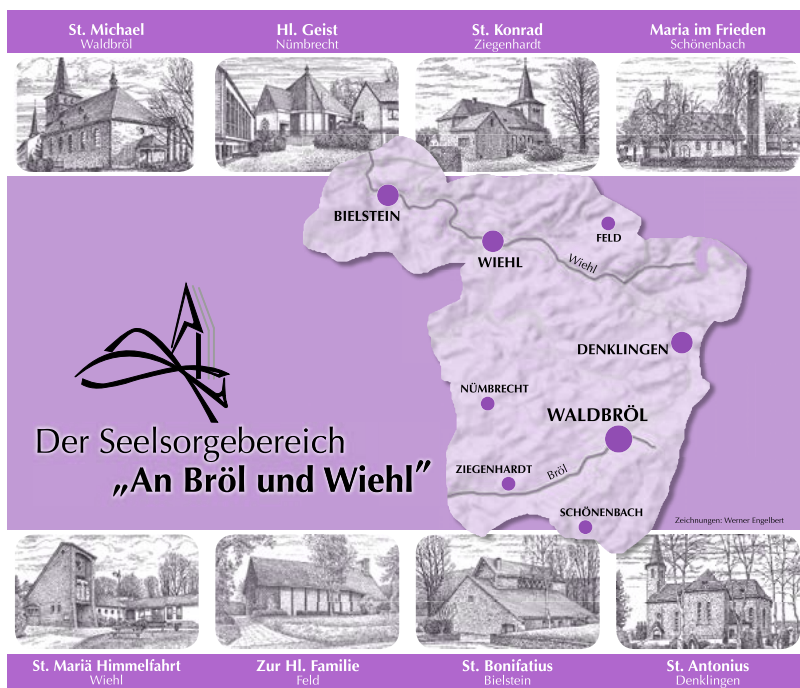 St. Michael
Waldbröl
Hl. Geist
Nümbrecht
St. Konrad
Ziegenhardt
Maria im Frieden
Schönenbach
BIELSTEIN
WIEHL
FELD
Wiehl
DENKLINGEN
NÜMBRECHT
WALDBRÖL
ZIEGENHARDT
Bröl
SCHÖNENBACH
Der Seelsorgebereich
„An Bröl und Wiehl”
Zeichnungen: Werner Engelbert
St. Mariä Himmelfahrt
Wiehl
Zur Hl. Familie
Feld
St. Bonifatius
Bielstein
St. Antonius
Denklingen